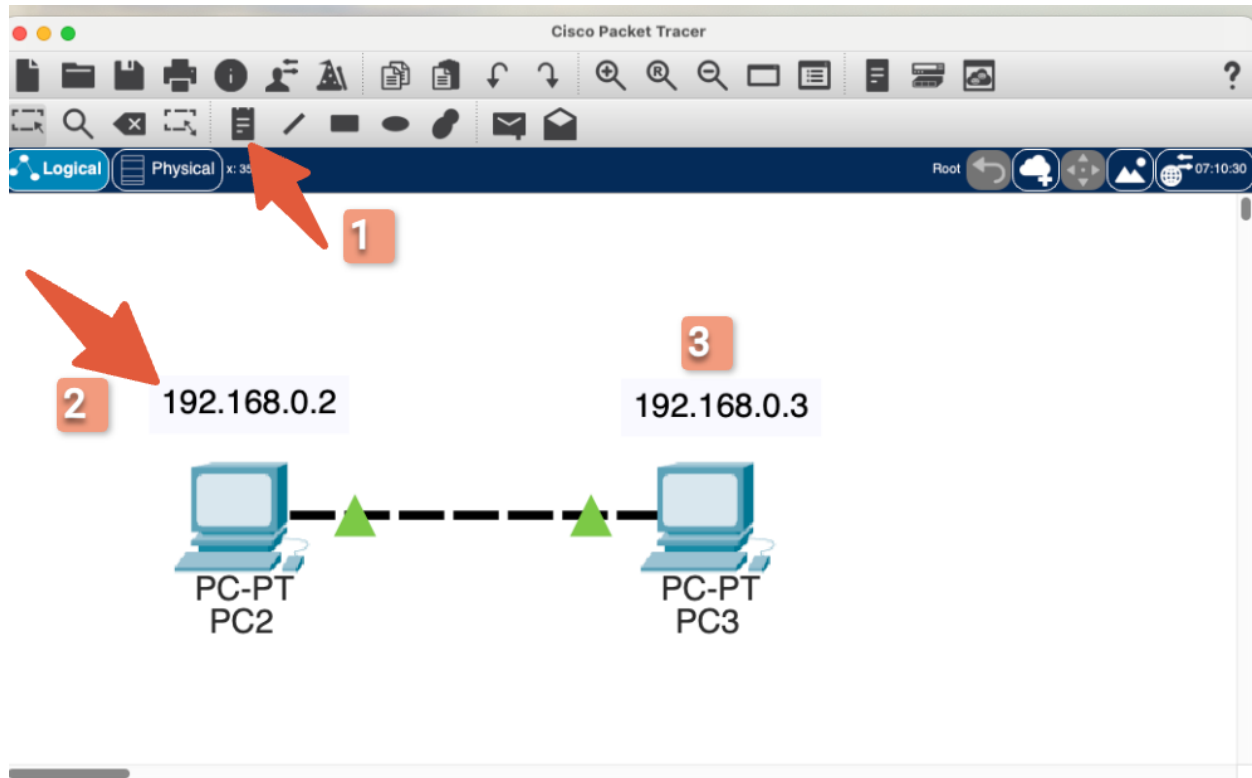 Cisco Packet Tracer
Logical
Physical
x: 35
Root
07:10:30
1
3
2
192.168.0.2
192.168.0.3
PC-PT
PC2
PC-PT
PC3